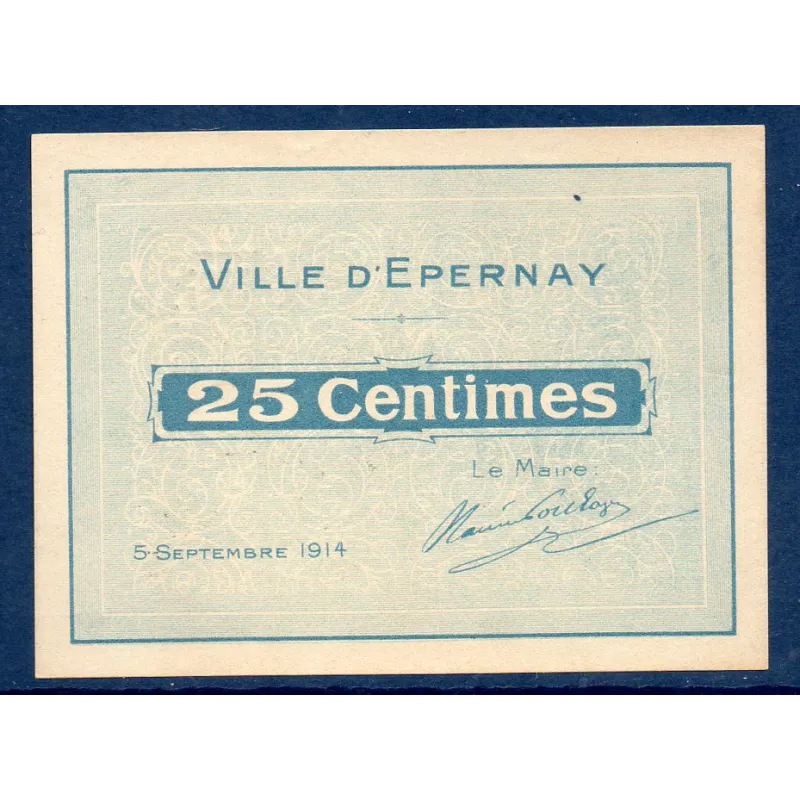 VILLE D'EPERNAY
25 Centimes
Le Maire:
5 SEPTEMBRE 1914